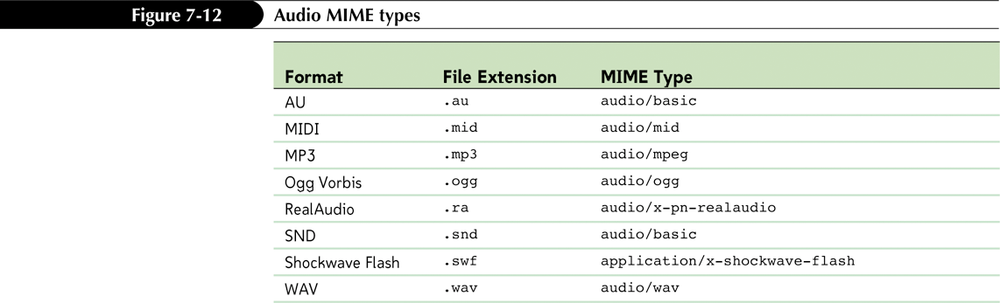 Figure 7-12 Audio MIME types
Format File Extension MIME Type
AU .au audio/basic
MIDI .mid audio/mid
MP3 .mp3 audio/mpeg
Ogg Vorbis .ogg audio/ogg
RealAudio .ra audio/x-pn-realaudio
SND .snd audio/basic
Shockwave Flash .swf application/x-shockwave-flash
WAV .wav audio/wav